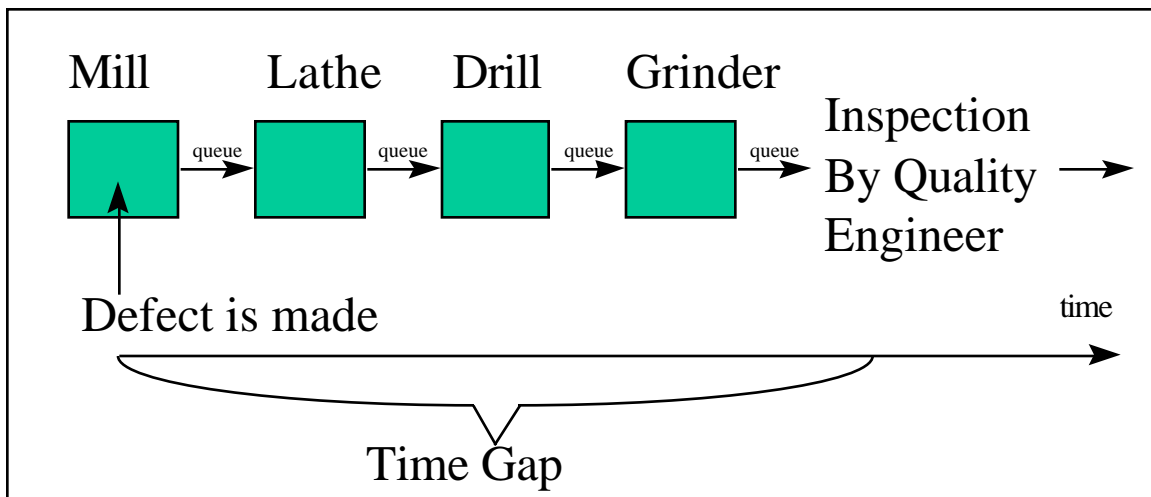 Mill
Lathe
Drill
Grinder
queue
queue
queue
queue
Inspection
By Quality
Engineer
Defect is made
time
Time Gap